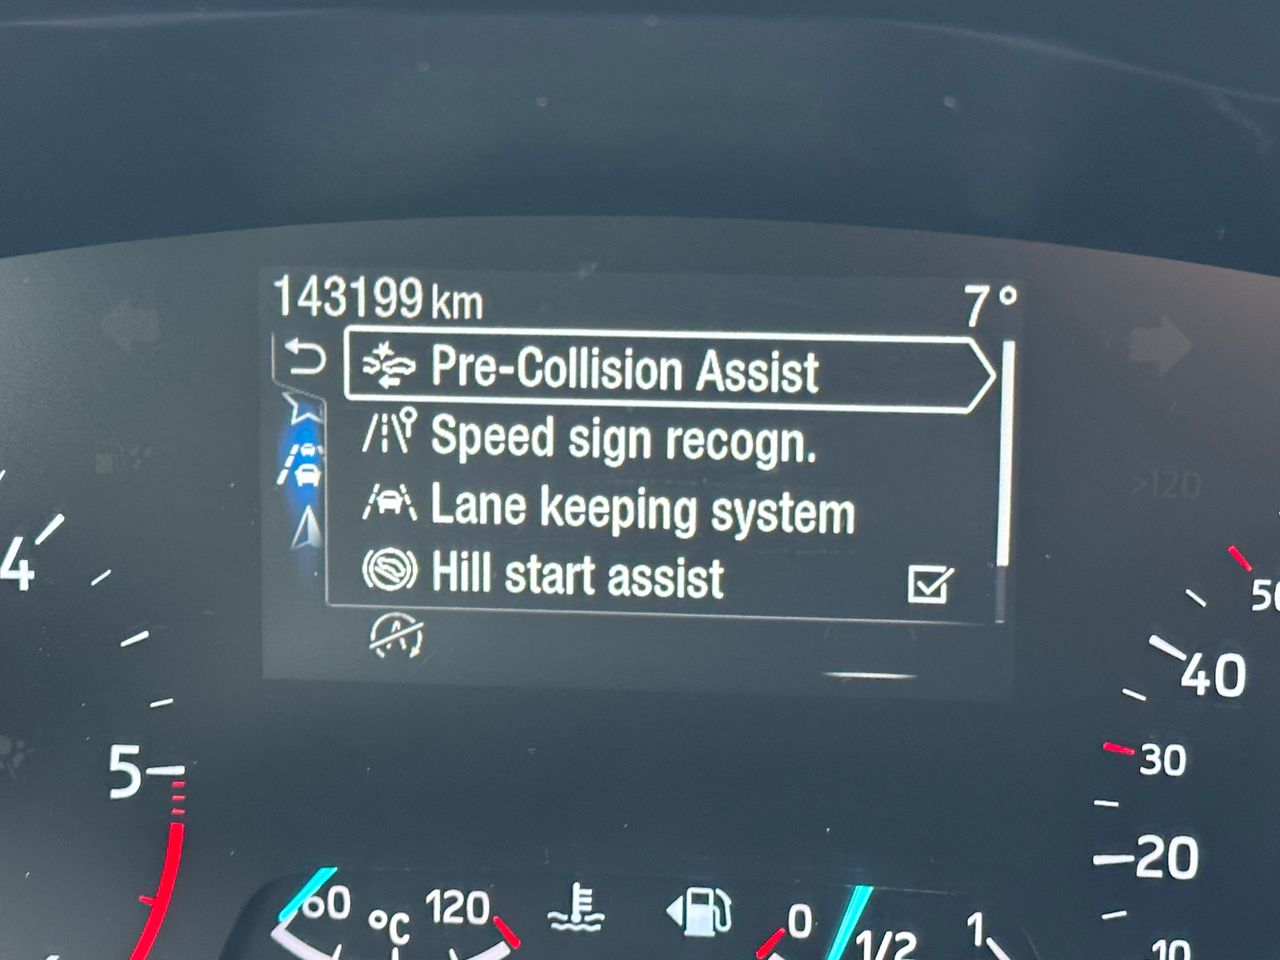 143199 km 7°
Pre-Collision Assist
Speed sign recogn.
Lane keeping system
Hill start assist
>120
4
5
50
40
30
20
10
60 °C 120
0 1/2 1